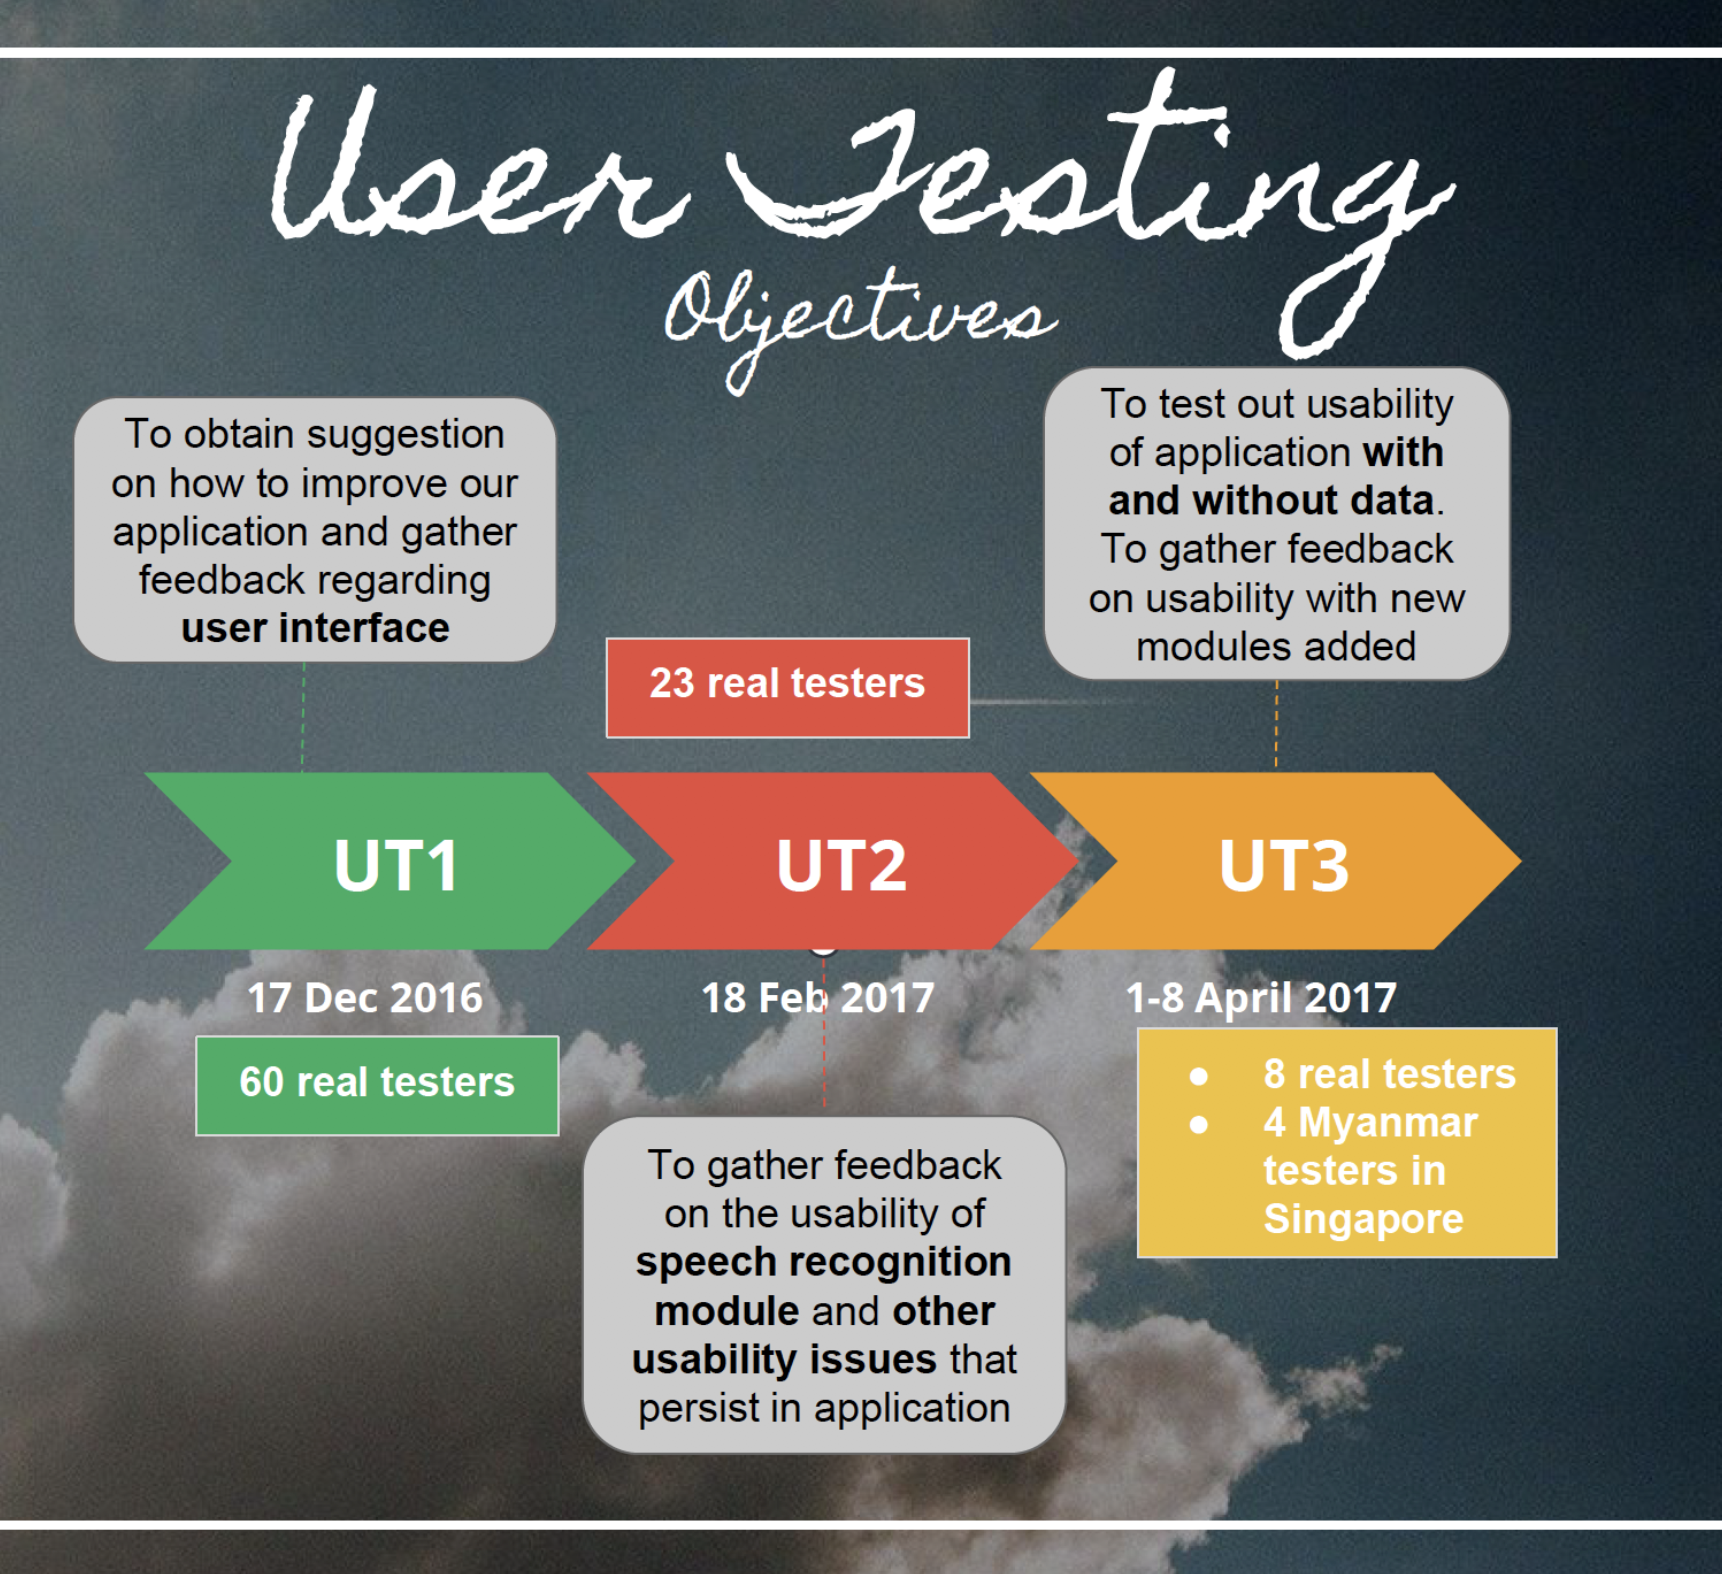 User Testing
Objectives
To obtain suggestion
on how to improve our
application and gather
feedback regarding
user interface
23 real testers
To test out usability
of application with
and without data.
To gather feedback
on usability with new
modules added
UT1
UT2
UT3
17 Dec 2016
18 Feb 2017
1-8 April 2017
60 real testers
● 8 real testers
● 4 Myanmar
testers in
Singapore
To gather feedback
on the usability of
speech recognition
module and other
usability issues that
persist in application